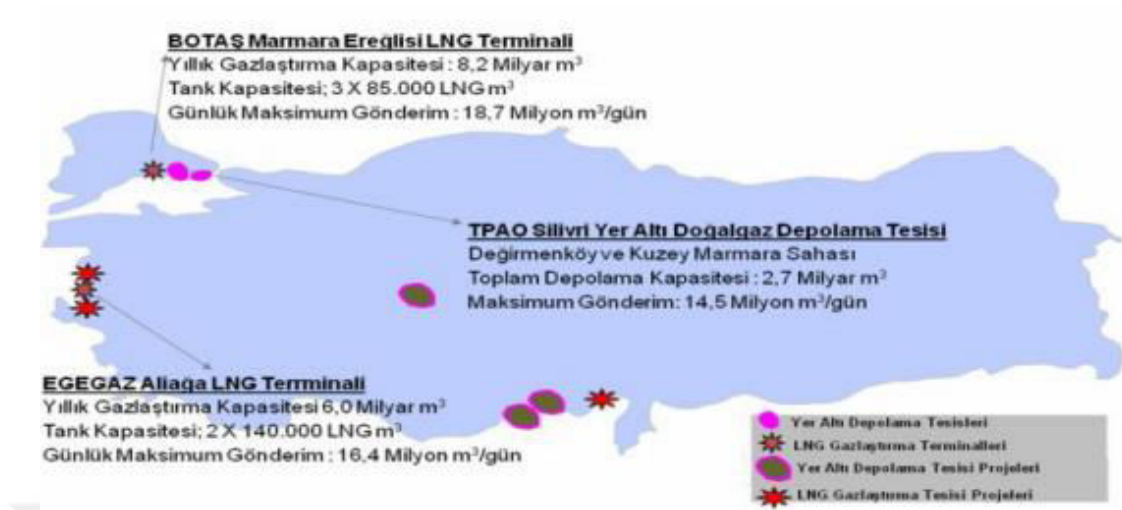 BOTAŞ Marmara Ereğlisi LNG Terminali
Yıllık Gazlaştırma Kapasitesi : 8,2 Milyar m³
Tank Kapasitesi; 3 X 85.000 LNG m³
Günlük Maksimum Gönderim : 18,7 Milyon m³/gün
TPAO Silivri Yer Altı Doğalgaz Depolama Tesisi
Değirmenköy ve Kuzey Marmara Sahası
Toplam Depolama Kapasitesi : 2,7 Milyar m³
Maksimum Gönderim: 14,5 Milyon m³/gün
EGEGAZ Aliağa LNG Terrminali
Yıllık Gazlaştırma Kapasitesi 6,0 Milyar m³
Tank Kapasitesi; 2 X 140.000 LNG m³
Günlük Maksimum Gönderim : 16,4 Milyon m³/gün
Yer Altı Depolama Tesisleri
LNG Gazlaştırma Terminalleri
Yer Altı Depolama Tesisi Projeleri
LNG Gazlaştırma Tesisi Projeleri